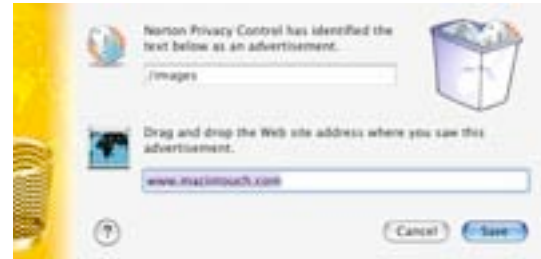 Norton Privacy Control has identified the
text below as an advertisement.
/images
Drag and drop the Web site address where you saw this
advertisement.
www.macintouch.com
?
Cancel
Save